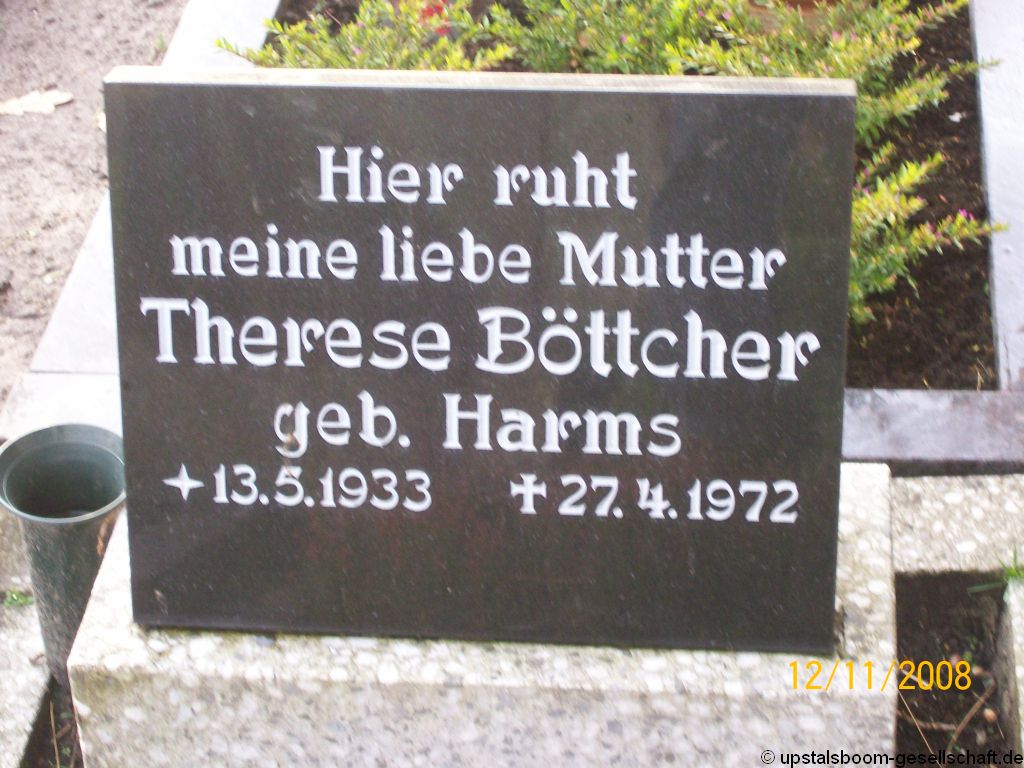 Hier ruht
meine liebe Mutter
Therese Böttcher
geb. Harms
13.5.1933 27.4.1972
12/11/2008
© upstalsboom-gesellschaft.de